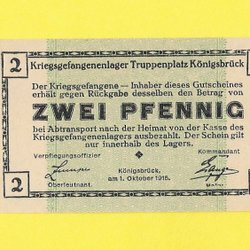 2 Kriegsgefangenenlager Truppenplatz Königsbrück
Der Kriegsgefangene – Inhaber dieses Gutscheines
erhält gegen Rückgabe desselben den Betrag von
ZWEI PFENNIG
bei Abtransport nach der Heimat von der Kasse des
Kriegsgefangenenlagers ausbezahlt. Der Schein gilt
nur innerhalb des Lagers.
Verpflegungsoffizier
Kommandant
KÖNIGSBRÜCK,
am 1. Oktober 1916.
2 Oberleutnant.